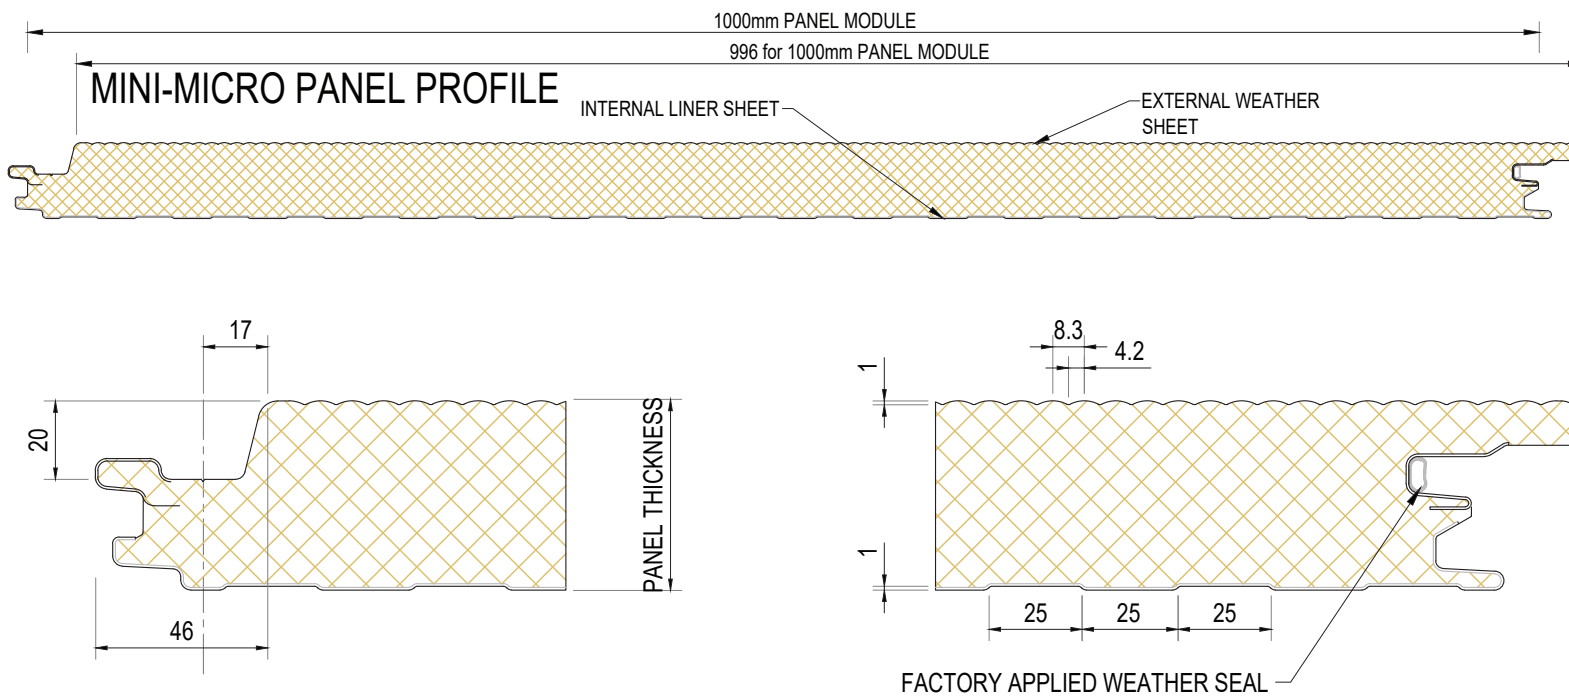 1000mm PANEL MODULE
996 for 1000mm PANEL MODULE
MINI-MICRO PANEL PROFILE
INTERNAL LINER SHEET
EXTERNAL WEATHER
SHEET
17
20
46
PANEL THICKNESS
8.3
4.2
1
1
25
25
25
FACTORY APPLIED WEATHER SEAL